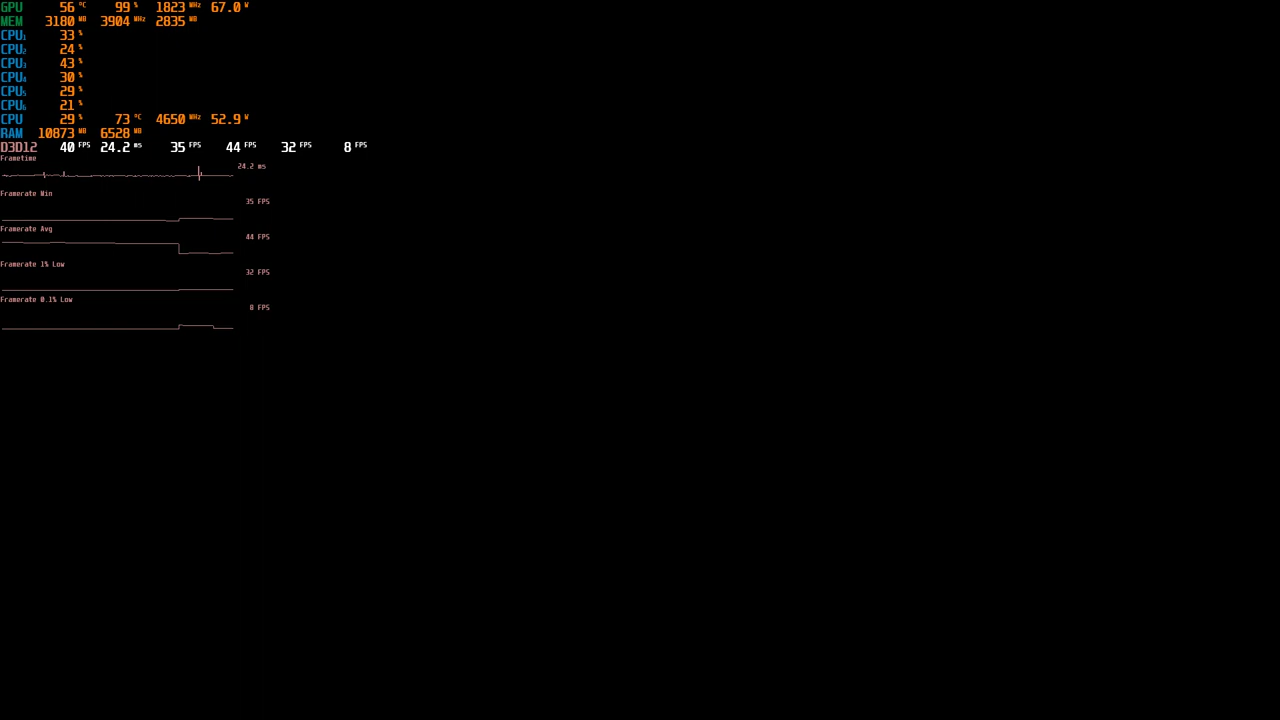 GPU 56 °C 99 % 1823 MHz 67.0 W
MEM 3180 MB 3904 MHz 2835 MB
CPU1 33 %
CPU2 24 %
CPU3 43 %
CPU4 30 %
CPU5 29 %
CPU6 21 %
CPU 29 % 73 °C 4650 MHz 52.9 W
RAM 10873 MB 6528 MB
D3D12 40 FPS 24.2 ms 35 FPS 44 FPS 32 FPS 8 FPS
Frametime
24.2 ms
Framerate Min
35 FPS
Framerate Avg
44 FPS
Framerate 1% Low
32 FPS
Framerate 0.1% Low
8 FPS